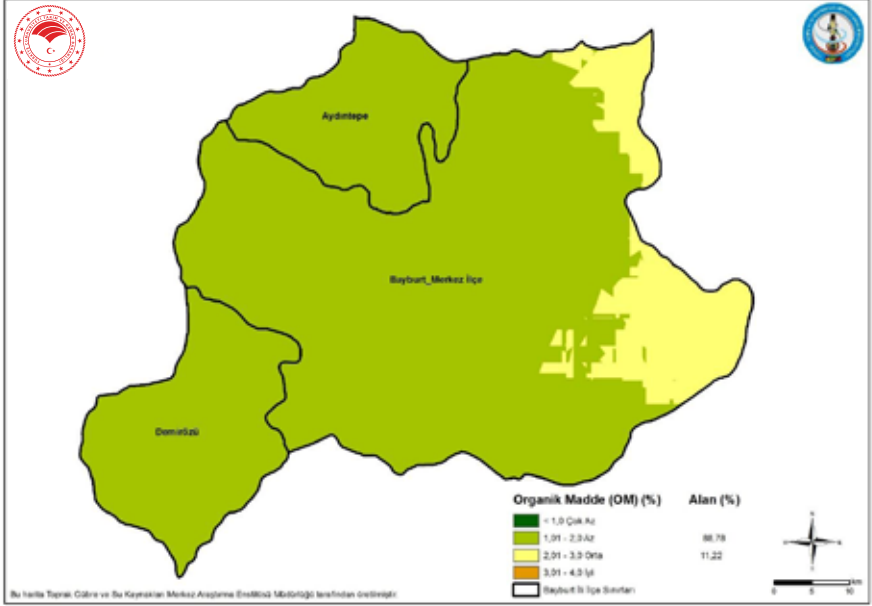 Aydıntepe
Bayburt_Merkez İlçe
Demirözü
Organik Madde (OM) (%) Alan (%)
< 1,0 Çok Az
1,01 - 2,0 Az 88,78
2,01 - 3,0 Orta 11,22
3,01 - 4,0 İyi
Bayburt İli İlçe Sınırları
0 5 10 km
Bu harita Toprak Gübre ve Su Kaynakları Merkez Araştırma Enstitüsü Müdürlüğü tarafından üretilmiştir.